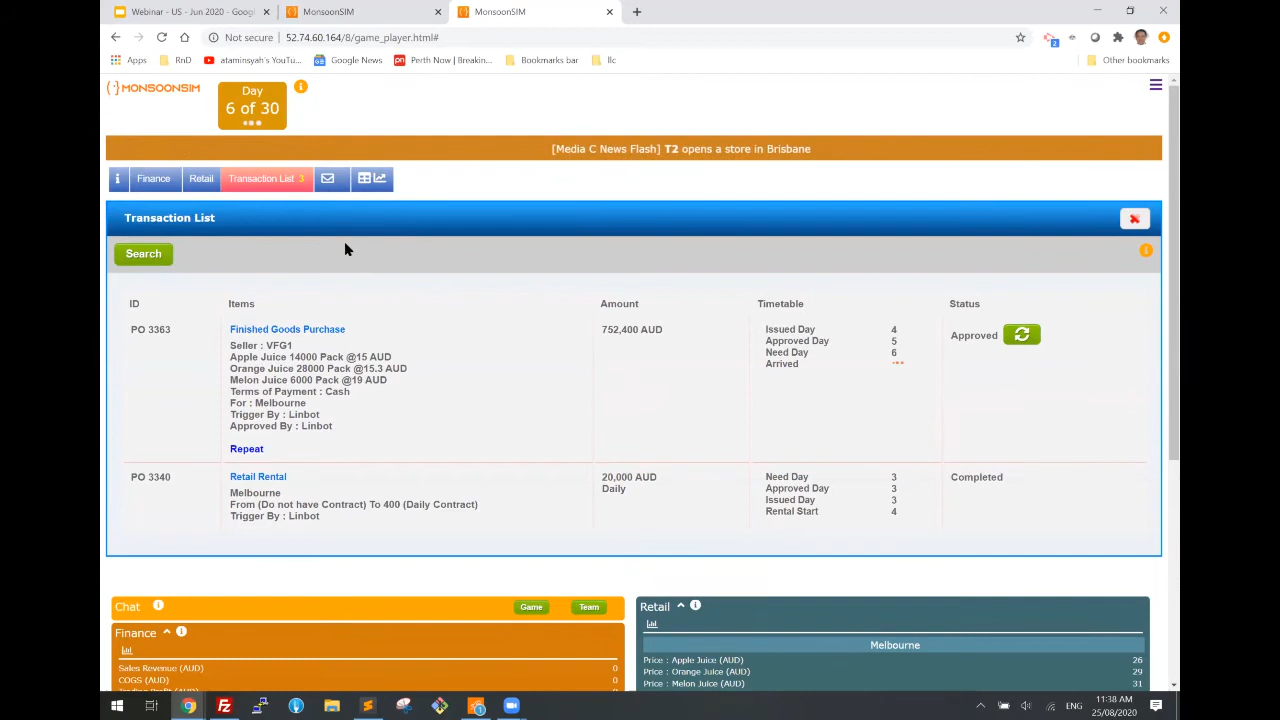 Webinar - US - Jun 2020 - Googl
MonsoonSIM
MonsoonSIM
Not secure
52.74.60.164/8/game_player.html#
2
Apps
RnD
ataminsyah's YouTu...
Google News
Perth Now | Breakin...
Bookmarks bar
llc
Other bookmarks
MONSOONSIM
Day
6 of 30
[Media C News Flash] T2 opens a store in Brisbane
Finance
Retail
Transaction List 3
Transaction List
Search
ID
Items
Amount
Timetable
Status
PO 3363
Finished Goods Purchase
Seller : VFG1
Apple Juice 14000 Pack @15 AUD
Orange Juice 28000 Pack @15.3 AUD
Melon Juice 6000 Pack @19 AUD
Terms of Payment : Cash
For : Melbourne
Trigger By : Linbot
Approved By : Linbot
Repeat
752,400 AUD
Issued Day 4
Approved Day 5
Need Day 6
Arrived
Approved
PO 3340
Retail Rental
Melbourne
From (Do not have Contract) To 400 (Daily Contract)
Trigger By : Linbot
20,000 AUD
Daily
Need Day 3
Approved Day 3
Issued Day 3
Rental Start 4
Completed
Chat
Game
Team
Finance
Sales Revenue (AUD) 0
COGS (AUD) 0
Retail
Melbourne
Price : Apple Juice (AUD) 26
Price : Orange Juice (AUD) 29
Price : Melon Juice (AUD) 31
ENG
11:38 AM
25/08/2020